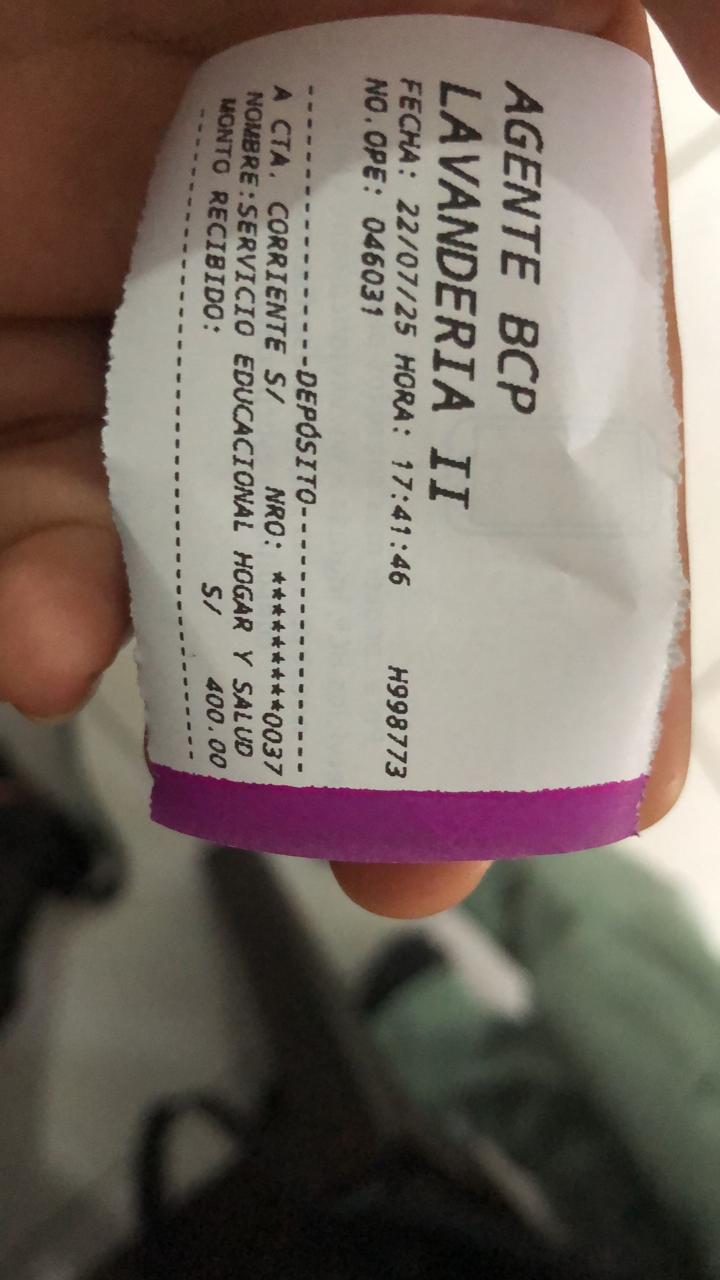 AGENTE BCP
LAVANDERIA II
FECHA: 22/07/25 HORA: 17:41:46 H998773
NO.OPE: 046031
--------------------DEPÓSITO--------------------
A CTA. CORRIENTE S/ NRO: **********0037
NOMBRE:SERVICIO EDUCACIONAL HOGAR Y SALUD
MONTO RECIBIDO: S/ 400.00
------------------------------------------------